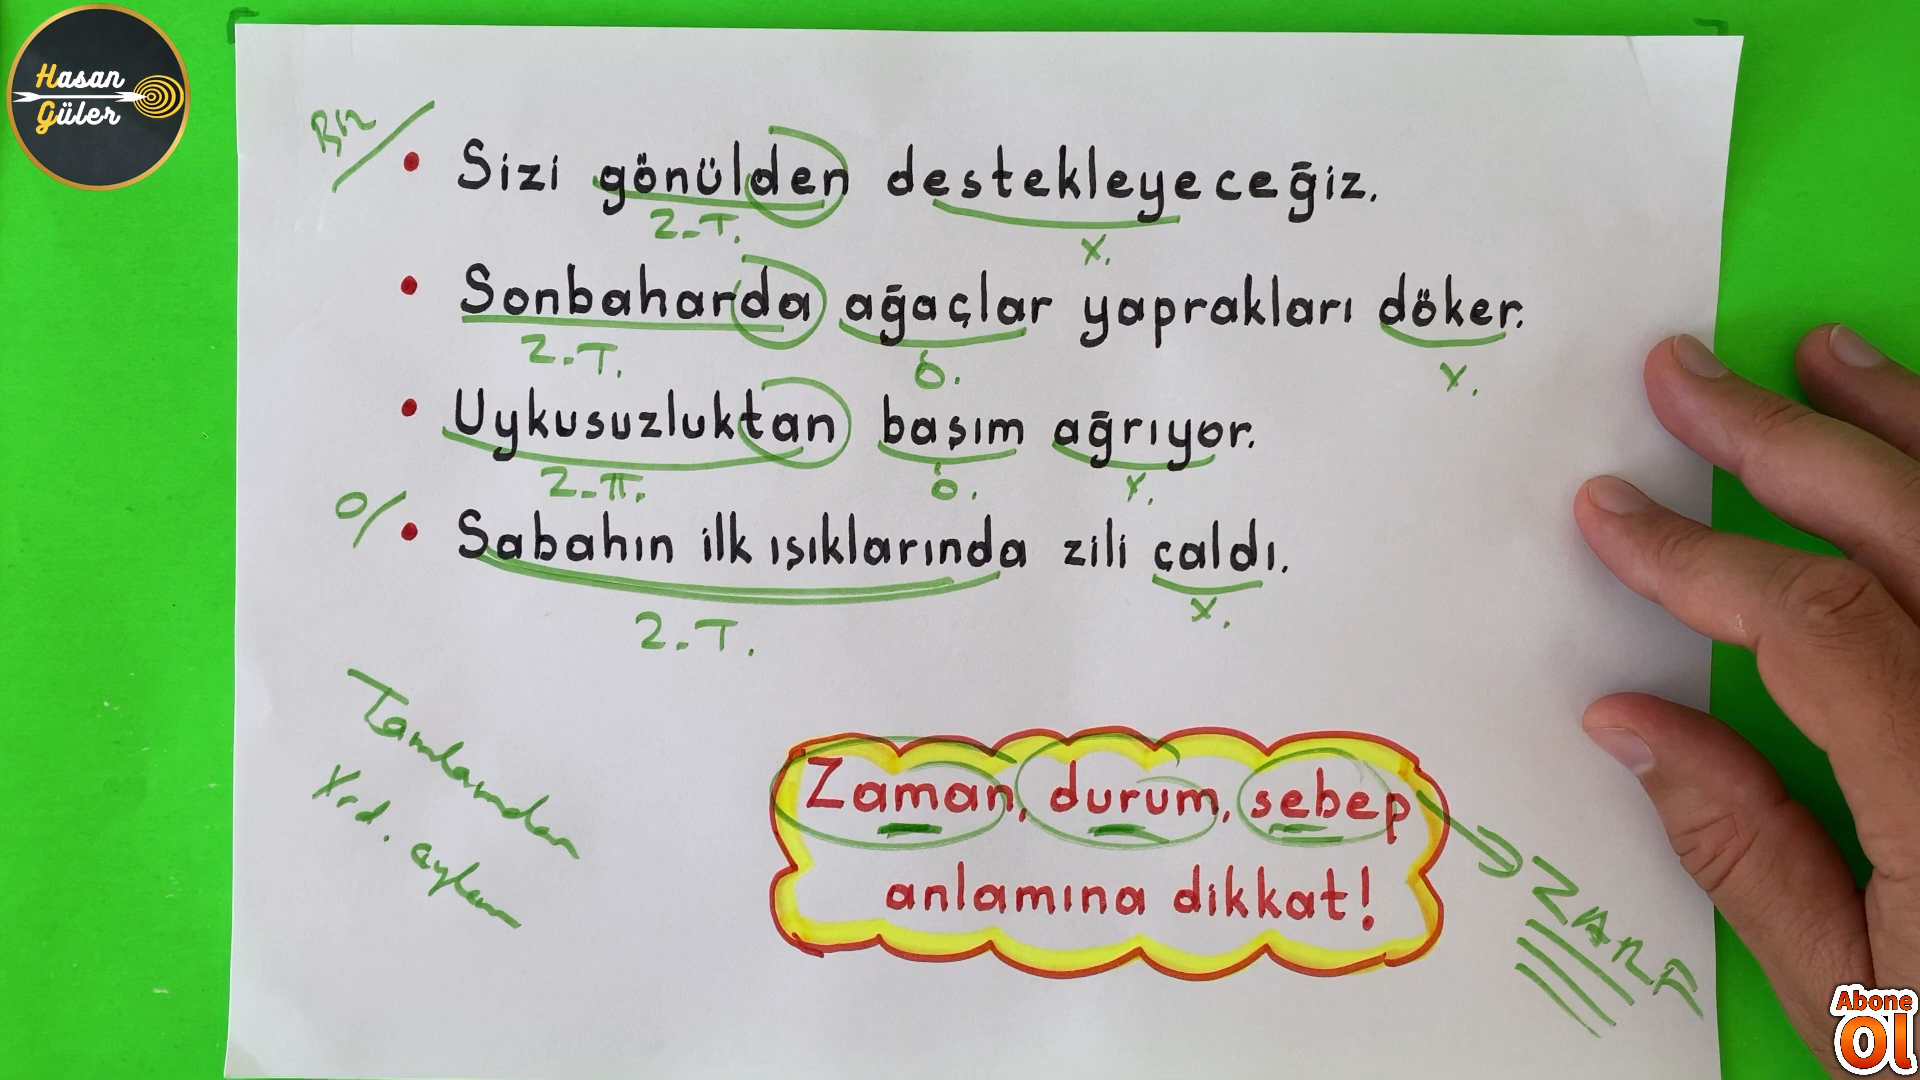 Hasan
Güler
Biz
• Sizi gönülden destekleyeceğiz.
Z.T.
Y.
• Sonbaharda ağaçlar yaprakları döker.
Z.T.
Ö.
Y.
• Uykusuzluktan başım ağrıyor.
Z.T.
Ö.
Y.
O
• Sabahın ilk ışıklarında zili çaldı.
Z.T.
Y.
Zaman, durum, sebep
anlamına dikkat!
ZARF
Abone
Ol